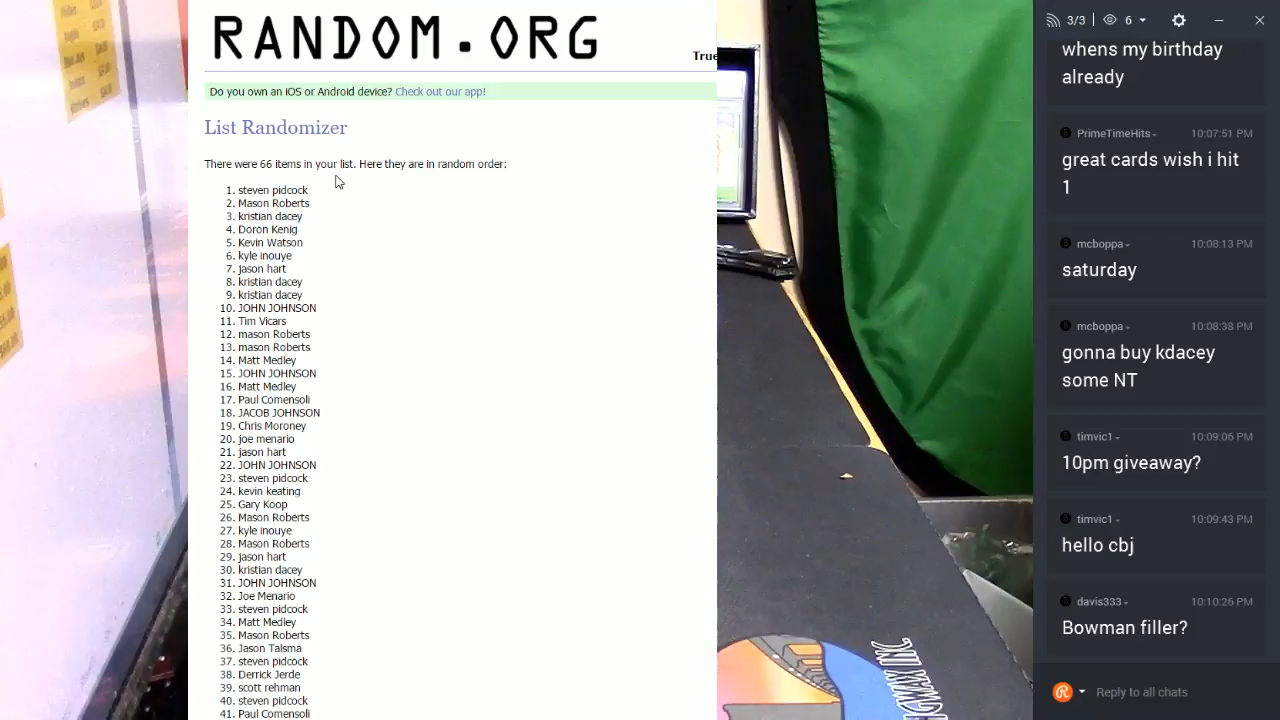 RANDOM.ORG
True
Do you own an iOS or Android device? Check out our app!
List Randomizer
There were 66 items in your list. Here they are in random order:
1. steven pidcock
2. Mason Roberts
3. kristian dacey
4. Doron Kenig
5. Kevin Watson
6. kyle inouye
7. jason hart
8. kristian dacey
9. kristian dacey
10. JOHN JOHNSON
11. Tim Vicars
12. mason Roberts
13. mason Roberts
14. Matt Medley
15. JOHN JOHNSON
16. Matt Medley
17. Paul Comensoli
18. JACOB JOHNSON
19. Chris Moroney
20. joe menario
21. jason hart
22. JOHN JOHNSON
23. steven pidcock
24. kevin keating
25. Gary Koop
26. Mason Roberts
27. kyle inouye
28. Mason Roberts
29. jason hart
30. kristian dacey
31. JOHN JOHNSON
32. Joe Menario
33. steven pidcock
34. Matt Medley
35. Mason Roberts
36. Jason Talsma
37. steven pidcock
38. Derrick Jerde
39. scott rehman
40. steven pidcock
41. Paul Comensoli
3/3 6
whens my birthday
already
PrimeTimeHits 10:07:51 PM
great cards wish i hit
1
mcboppa 10:08:13 PM
saturday
mcboppa 10:08:38 PM
gonna buy kdacey
some NT
timvic1 10:09:06 PM
10pm giveaway?
timvic1 10:09:43 PM
hello cbj
davis333 10:10:26 PM
Bowman filler?
Reply to all chats